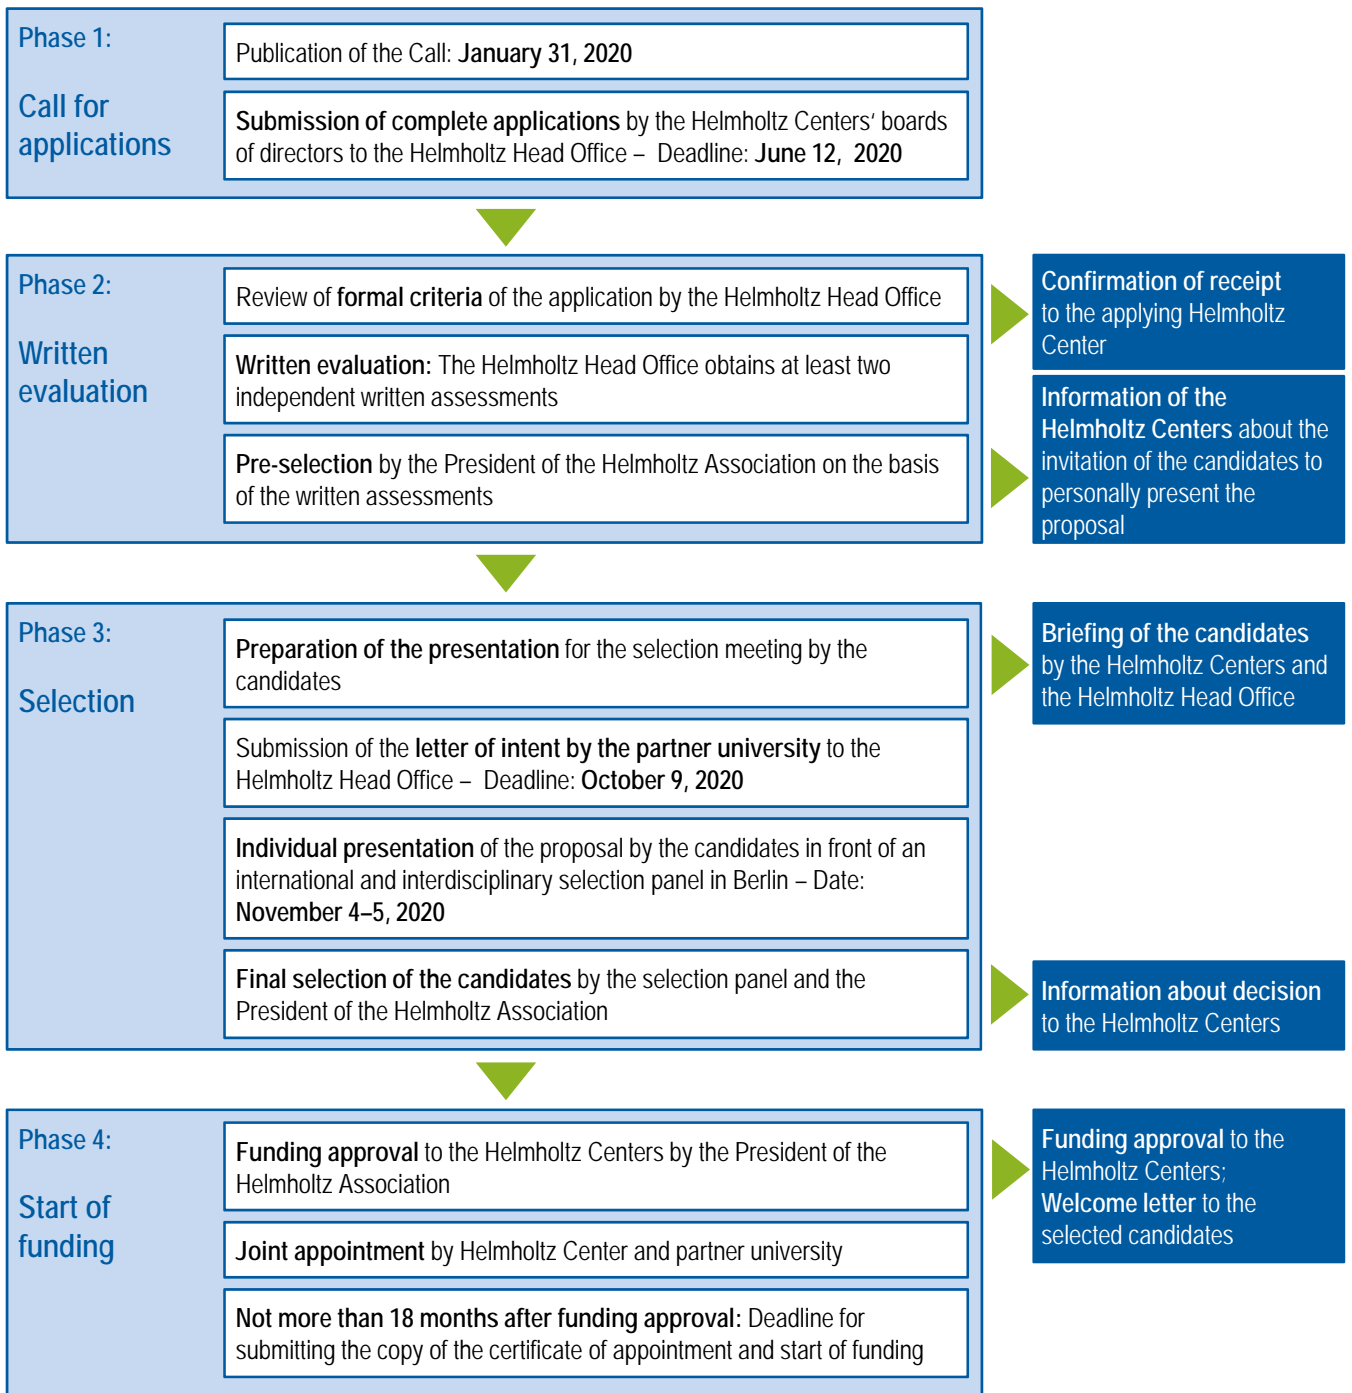 Phase 1:
Call for
applications
Publication of the Call: January 31, 2020
Submission of complete applications by the Helmholtz Centers‘ boards
of directors to the Helmholtz Head Office – Deadline: June 12, 2020
Phase 2:
Written
evaluation
Review of formal criteria of the application by the Helmholtz Head Office
Written evaluation: The Helmholtz Head Office obtains at least two
independent written assessments
Pre-selection by the President of the Helmholtz Association on the basis
of the written assessments
Confirmation of receipt
to the applying Helmholtz
Center
Information of the
Helmholtz Centers about the
invitation of the candidates to
personally present the
proposal
Phase 3:
Selection
Preparation of the presentation for the selection meeting by the
candidates
Submission of the letter of intent by the partner university to the
Helmholtz Head Office – Deadline: October 9, 2020
Individual presentation of the proposal by the candidates in front of an
international and interdisciplinary selection panel in Berlin – Date:
November 4–5, 2020
Final selection of the candidates by the selection panel and the
President of the Helmholtz Association
Briefing of the candidates
by the Helmholtz Centers and
the Helmholtz Head Office
Information about decision
to the Helmholtz Centers
Phase 4:
Start of
funding
Funding approval to the Helmholtz Centers by the President of the
Helmholtz Association
Joint appointment by Helmholtz Center and partner university
Not more than 18 months after funding approval: Deadline for
submitting the copy of the certificate of appointment and start of funding
Funding approval to the
Helmholtz Centers;
Welcome letter to the
selected candidates